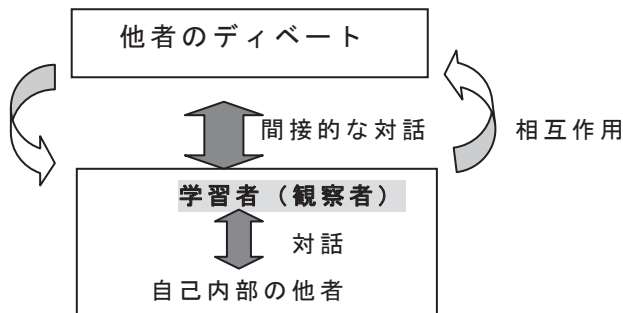 他者のディベート
間接的な対話
相互作用
学習者（観察者）
対話
自己内部の他者